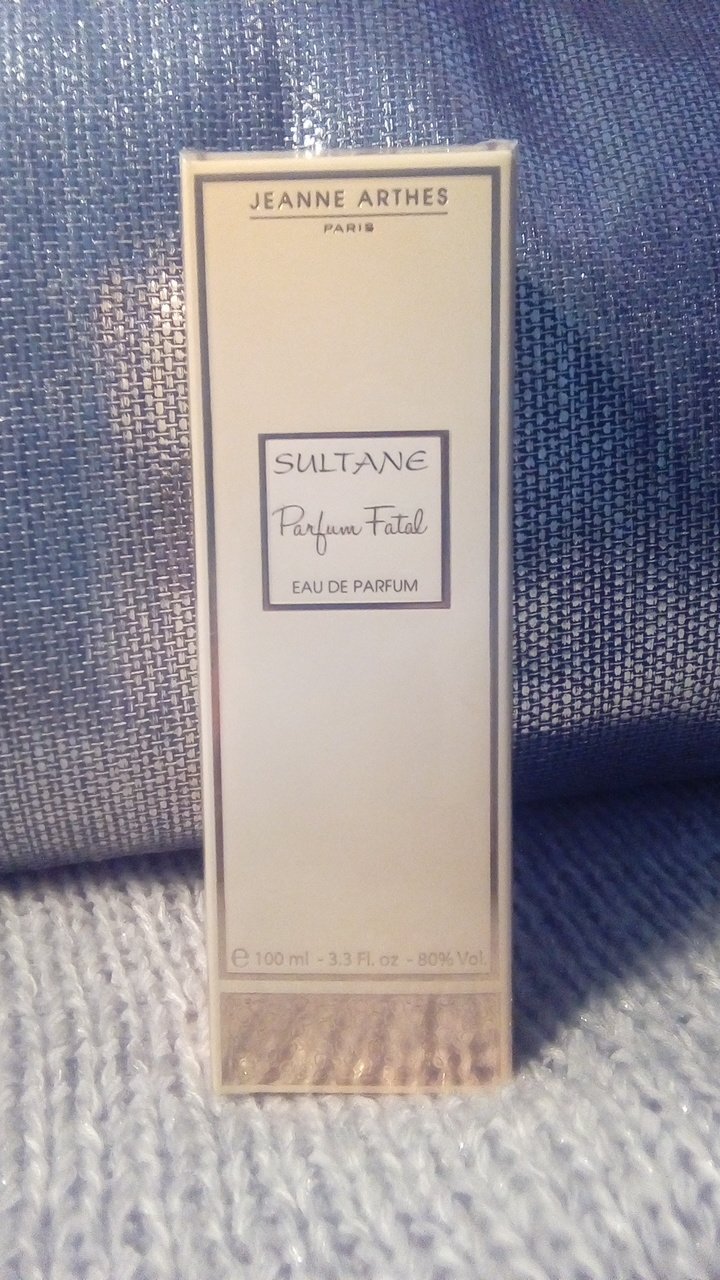 JEANNE ARTHES
PARIS
SULTANE
Parfum Fatal
EAU DE PARFUM
℮ 100 ml - 3.3 Fl. oz - 80% Vol.